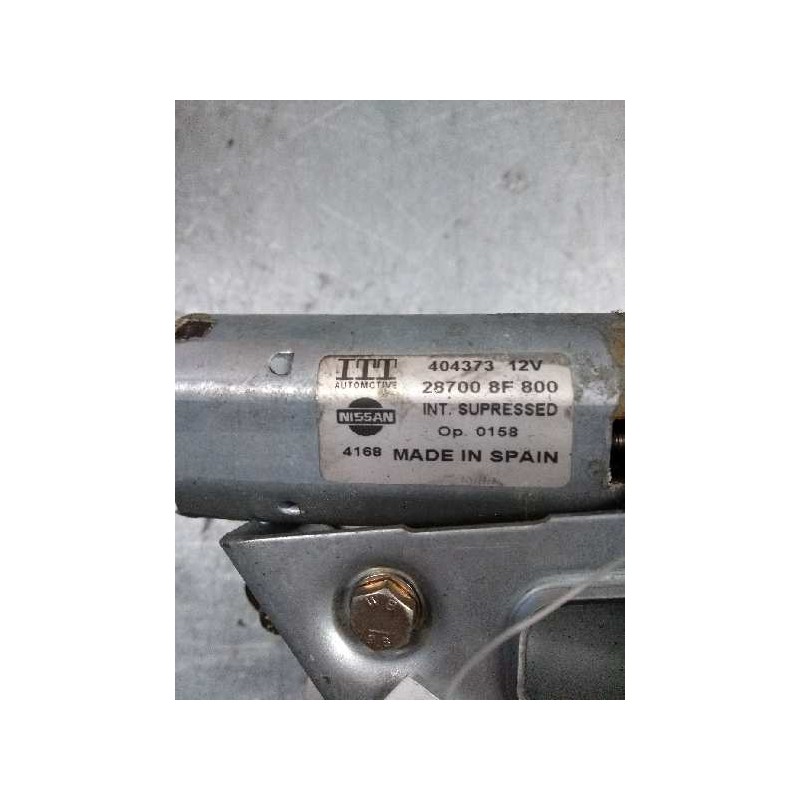 ITT 404373 12V
AUTOMOTIVE 28700 8F 800
NISSAN INT. SUPRESSED
Op. 0158
4168 MADE IN SPAIN